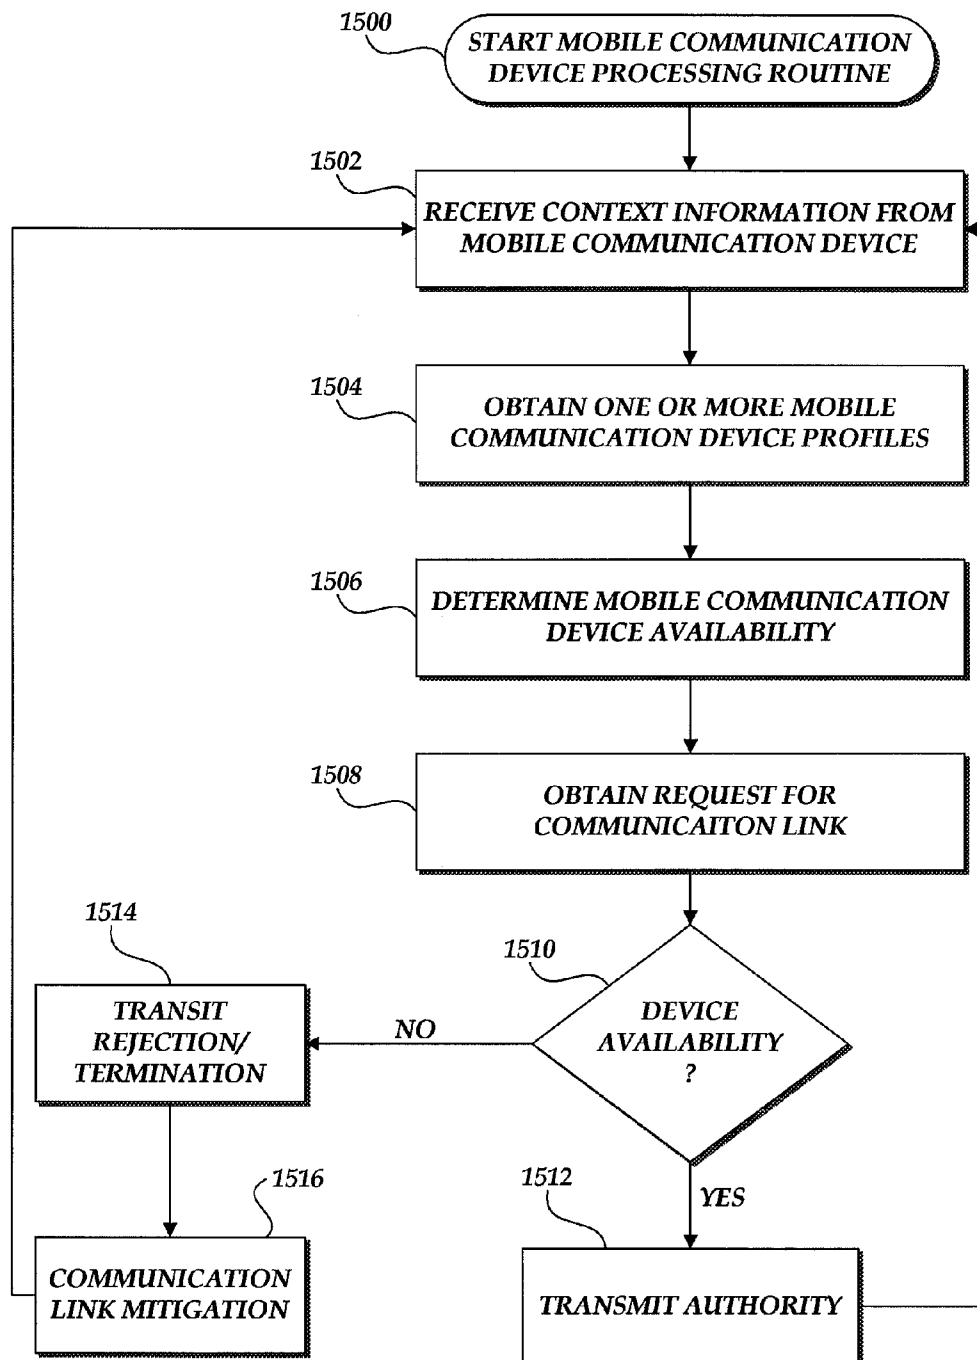 1500
START MOBILE COMMUNICATION
DEVICE PROCESSING ROUTINE
1502
RECEIVE CONTEXT INFORMATION FROM
MOBILE COMMUNICATION DEVICE
1504
OBTAIN ONE OR MORE MOBILE
COMMUNICATION DEVICE PROFILES
1506
DETERMINE MOBILE COMMUNICATION
DEVICE AVAILABILITY
1508
OBTAIN REQUEST FOR
COMMUNICAITON LINK
1510
DEVICE
AVAILABILITY
?
NO
1514
TRANSIT
REJECTION/
TERMINATION
1516
COMMUNICATION
LINK MITIGATION
YES
1512
TRANSMIT AUTHORITY